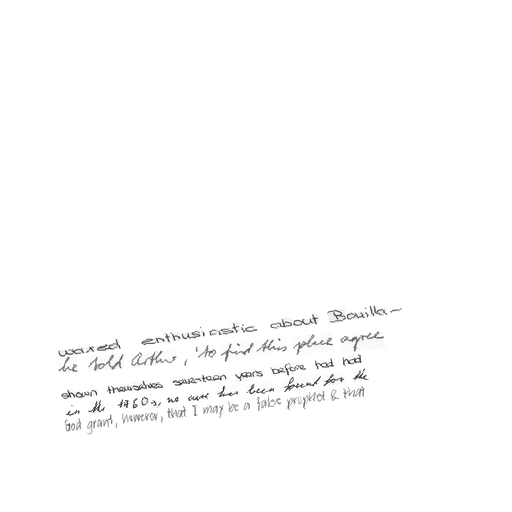 waxed enthusiastic about Bouilla-
he told Arthur, 'to find this place agree
shown themselves seventeen years before had had
in the 1960s, no cure has been found for the
God grant, however, that I may be a false prophet & that